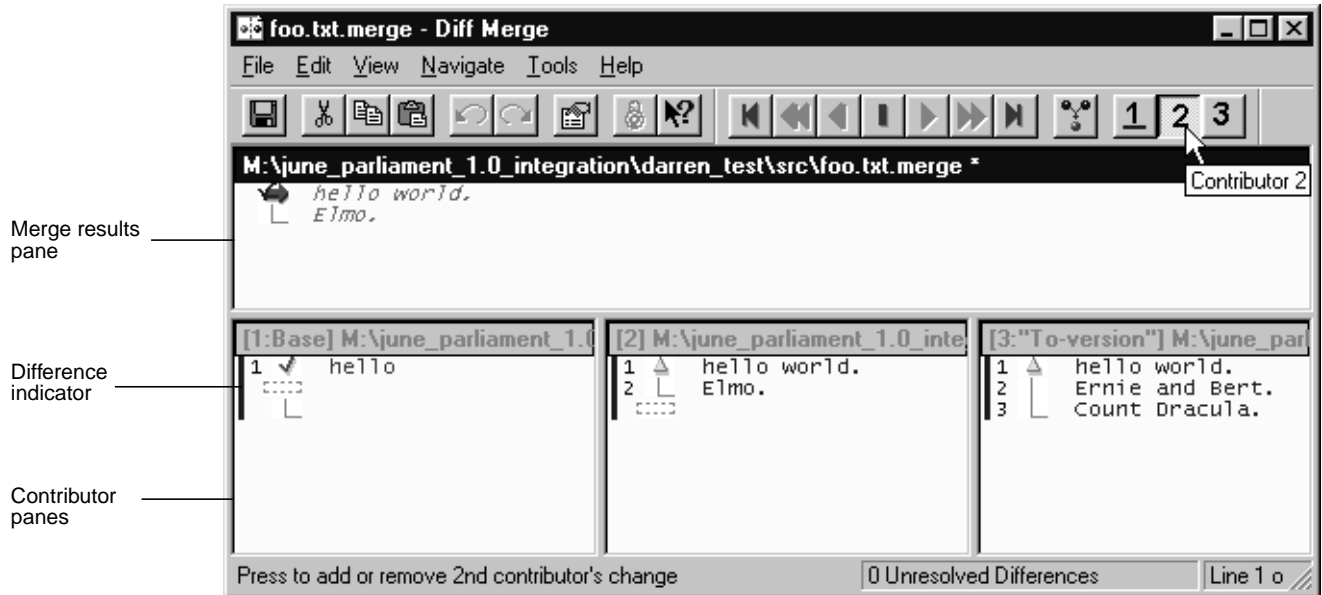 foo.txt.merge - Diff Merge
File Edit View Navigate Tools Help
1 2 3
M:\june_parliament_1.0_integration\darren_test\src\foo.txt.merge *
Contributor 2
hello world.
Elmo.
Merge results
pane
[1:Base] M:\june_parliament_1.0
1 hello
[2] M:\june_parliament_1.0_inte
1 hello world.
2 Elmo.
[3:"To-version"] M:\june_parl
1 hello world.
2 Ernie and Bert.
3 Count Dracula.
Difference
indicator
Contributor
panes
Press to add or remove 2nd contributor's change
0 Unresolved Differences
Line 1 o